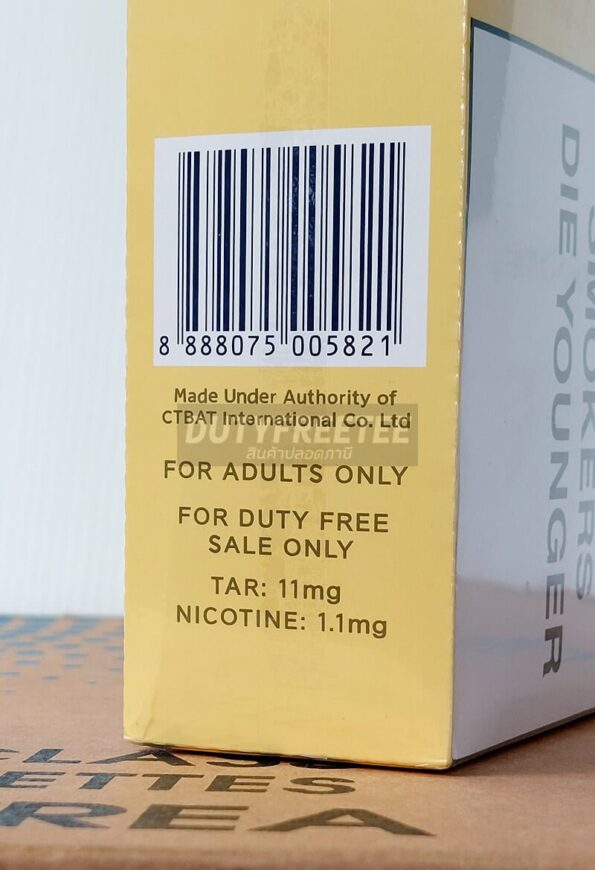 8 888075 005821
Made Under Authority of
CTBAT International Co. Ltd
DUTYFREETEE
สินค้าปลอดภาษี
FOR ADULTS ONLY
FOR DUTY FREE
SALE ONLY
TAR: 11mg
NICOTINE: 1.1mg
SMOKERS
DIE YOUNGER